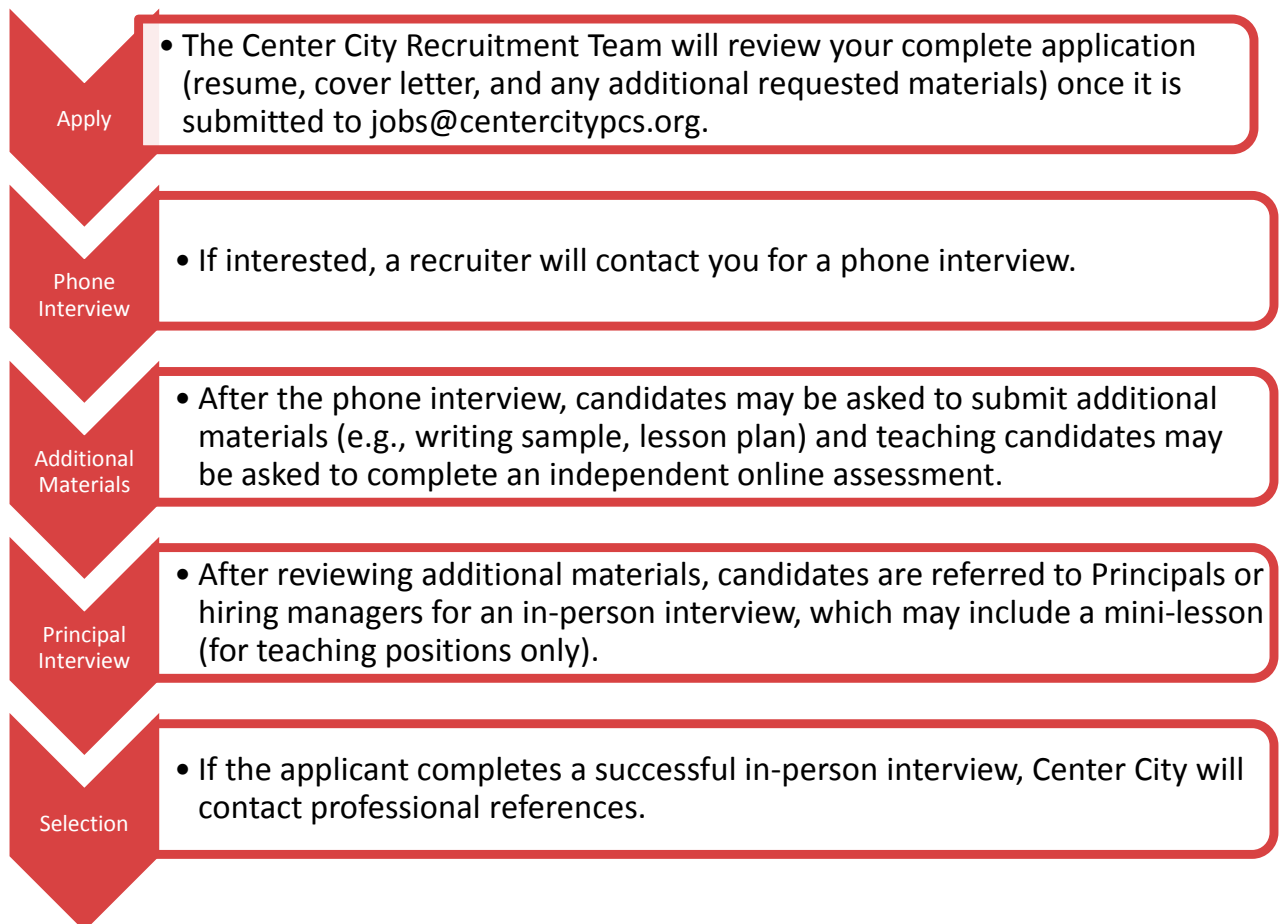 Apply
• The Center City Recruitment Team will review your complete application
(resume, cover letter, and any additional requested materials) once it is
submitted to jobs@centercitypcs.org.
Phone
Interview
• If interested, a recruiter will contact you for a phone interview.
Additional
Materials
• After the phone interview, candidates may be asked to submit additional
materials (e.g., writing sample, lesson plan) and teaching candidates may
be asked to complete an independent online assessment.
Principal
Interview
• After reviewing additional materials, candidates are referred to Principals or
hiring managers for an in-person interview, which may include a mini-lesson
(for teaching positions only).
Selection
• If the applicant completes a successful in-person interview, Center City will
contact professional references.